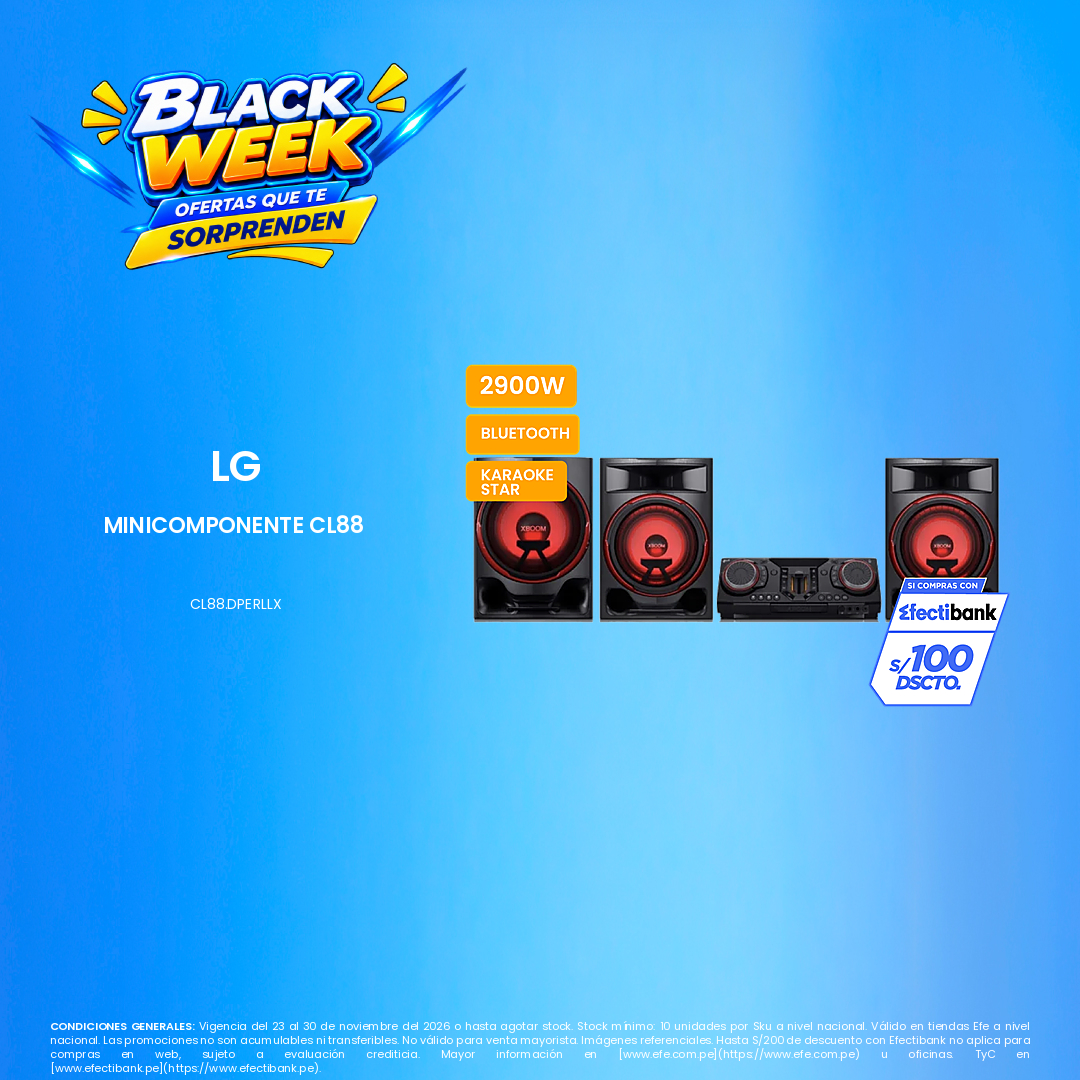 BLACK
WEEK
OFERTAS QUE TE
SORPRENDEN
2900W
BLUETOOTH
KARAOKE
STAR
LG
MINICOMPONENTE CL88
CL88.DPERLLX
XBOOM
XBOOM
XBOOM
SI COMPRAS CON
Efectibank
S/100
DSCTO.
CONDICIONES GENERALES: Vigencia del 23 al 30 de noviembre del 2026 o hasta agotar stock. Stock mínimo: 10 unidades por Sku a nivel nacional. Válido en tiendas Efe a nivel
nacional. Las promociones no son acumulables ni transferibles. No válido para venta mayorista. Imágenes referenciales. Hasta S/200 de descuento con Efectibank no aplica para
compras en web, sujeto a evaluación crediticia. Mayor información en [www.efe.com.pe](https://www.efe.com.pe) u oficinas. TyC en
[www.efectibank.pe](https://www.efectibank.pe).